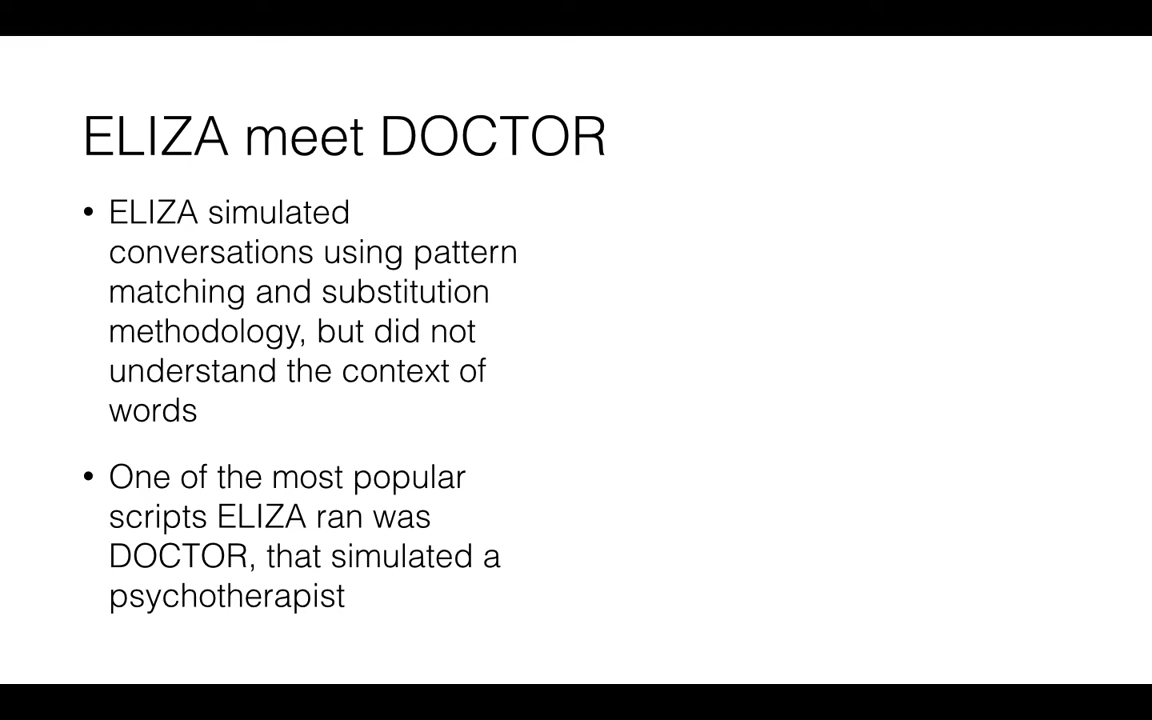 ELIZA meet DOCTOR
• ELIZA simulated
conversations using pattern
matching and substitution
methodology, but did not
understand the context of
words
• One of the most popular
scripts ELIZA ran was
DOCTOR, that simulated a
psychotherapist